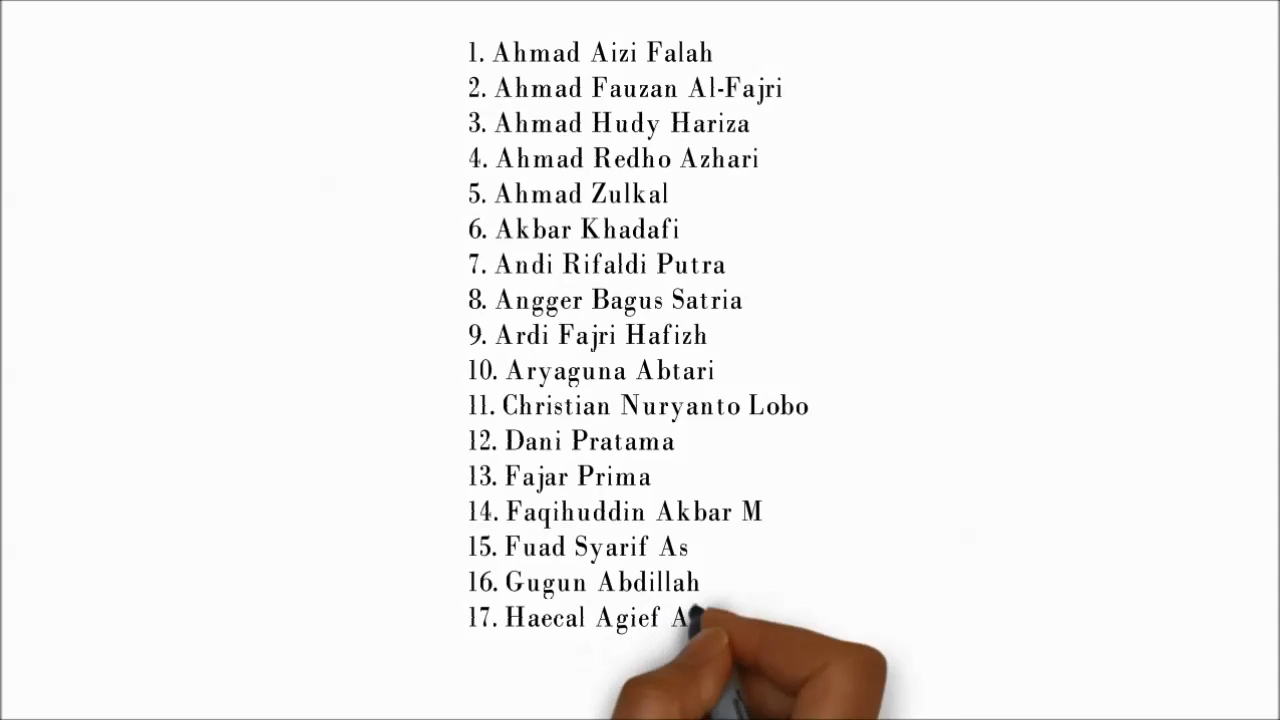 1. Ahmad Aizi Falah
2. Ahmad Fauzan Al-Fajri
3. Ahmad Hudy Hariza
4. Ahmad Redho Azhari
5. Ahmad Zulkal
6. Akbar Khadafi
7. Andi Rifaldi Putra
8. Angger Bagus Satria
9. Ardi Fajri Hafizh
10. Aryaguna Abtari
11. Christian Nuryanto Lobo
12. Dani Pratama
13. Fajar Prima
14. Faqihuddin Akbar M
15. Fuad Syarif As
16. Gugun Abdillah
17. Haecal Agief A